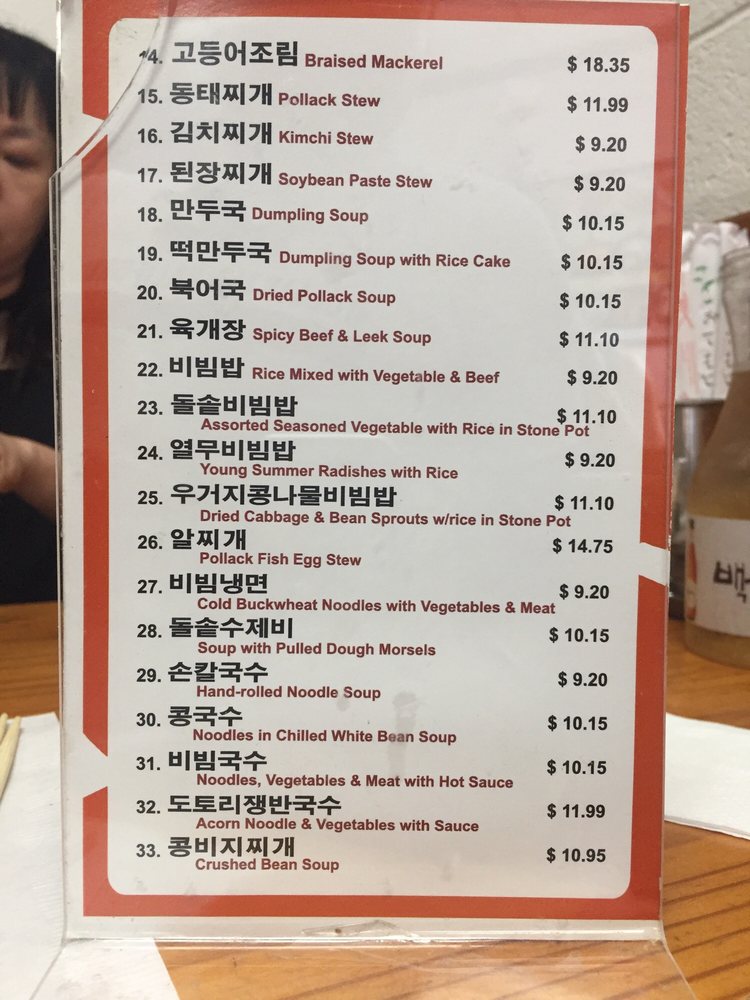 14. 고등어조림 Braised Mackerel $ 18.35
15. 동태찌개 Pollack Stew $ 11.99
16. 김치찌개 Kimchi Stew $ 9.20
17. 된장찌개 Soybean Paste Stew $ 9.20
18. 만두국 Dumpling Soup $ 10.15
19. 떡만두국 Dumpling Soup with Rice Cake $ 10.15
20. 북어국 Dried Pollack Soup $ 10.15
21. 육개장 Spicy Beef & Leek Soup $ 11.10
22. 비빔밥 Rice Mixed with Vegetable & Beef $ 9.20
23. 돌솥비빔밥 $ 11.10
Assorted Seasoned Vegetable with Rice in Stone Pot
24. 열무비빔밥 $ 9.20
Young Summer Radishes with Rice
25. 우거지콩나물비빔밥 $ 11.10
Dried Cabbage & Bean Sprouts w/rice in Stone Pot
26. 알찌개 $ 14.75
Pollack Fish Egg Stew
27. 비빔냉면 $ 9.20
Cold Buckwheat Noodles with Vegetables & Meat
28. 돌솥수제비 $ 10.15
Soup with Pulled Dough Morsels
29. 손칼국수 $ 9.20
Hand-rolled Noodle Soup
30. 콩국수 $ 10.15
Noodles in Chilled White Bean Soup
31. 비빔국수 $ 10.15
Noodles, Vegetables & Meat with Hot Sauce
32. 도토리쟁반국수 $ 11.99
Acorn Noodle & Vegetables with Sauce
33. 콩비지찌개 $ 10.95
Crushed Bean Soup
백